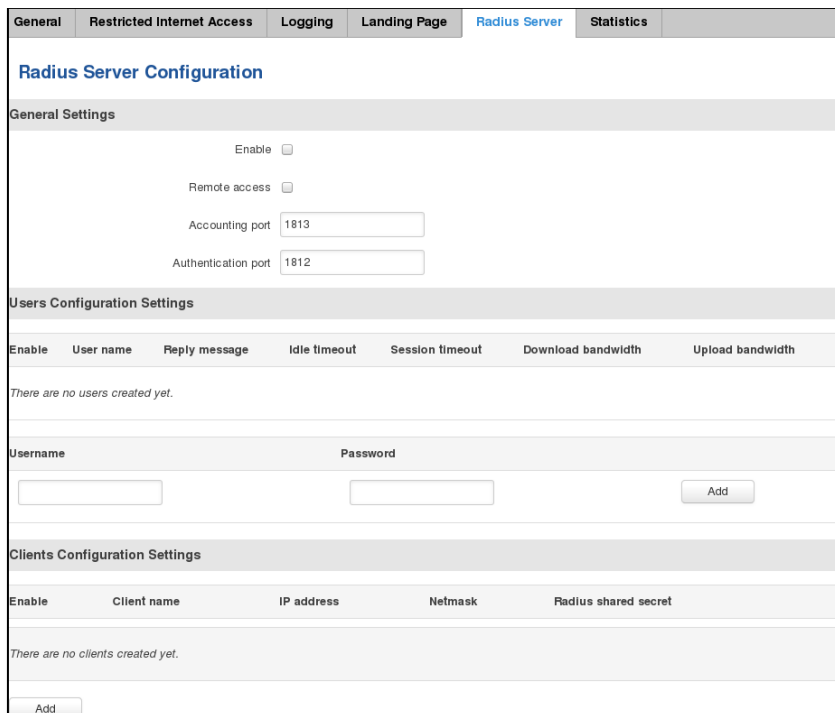 General Restricted Internet Access Logging Landing Page Radius Server Statistics
Radius Server Configuration
General Settings
Enable
Remote access
Accounting port 1813
Authentication port 1812
Users Configuration Settings
Enable User name Reply message Idle timeout Session timeout Download bandwidth Upload bandwidth
There are no users created yet.
Username Password
Add
Clients Configuration Settings
Enable Client name IP address Netmask Radius shared secret
There are no clients created yet.
Add